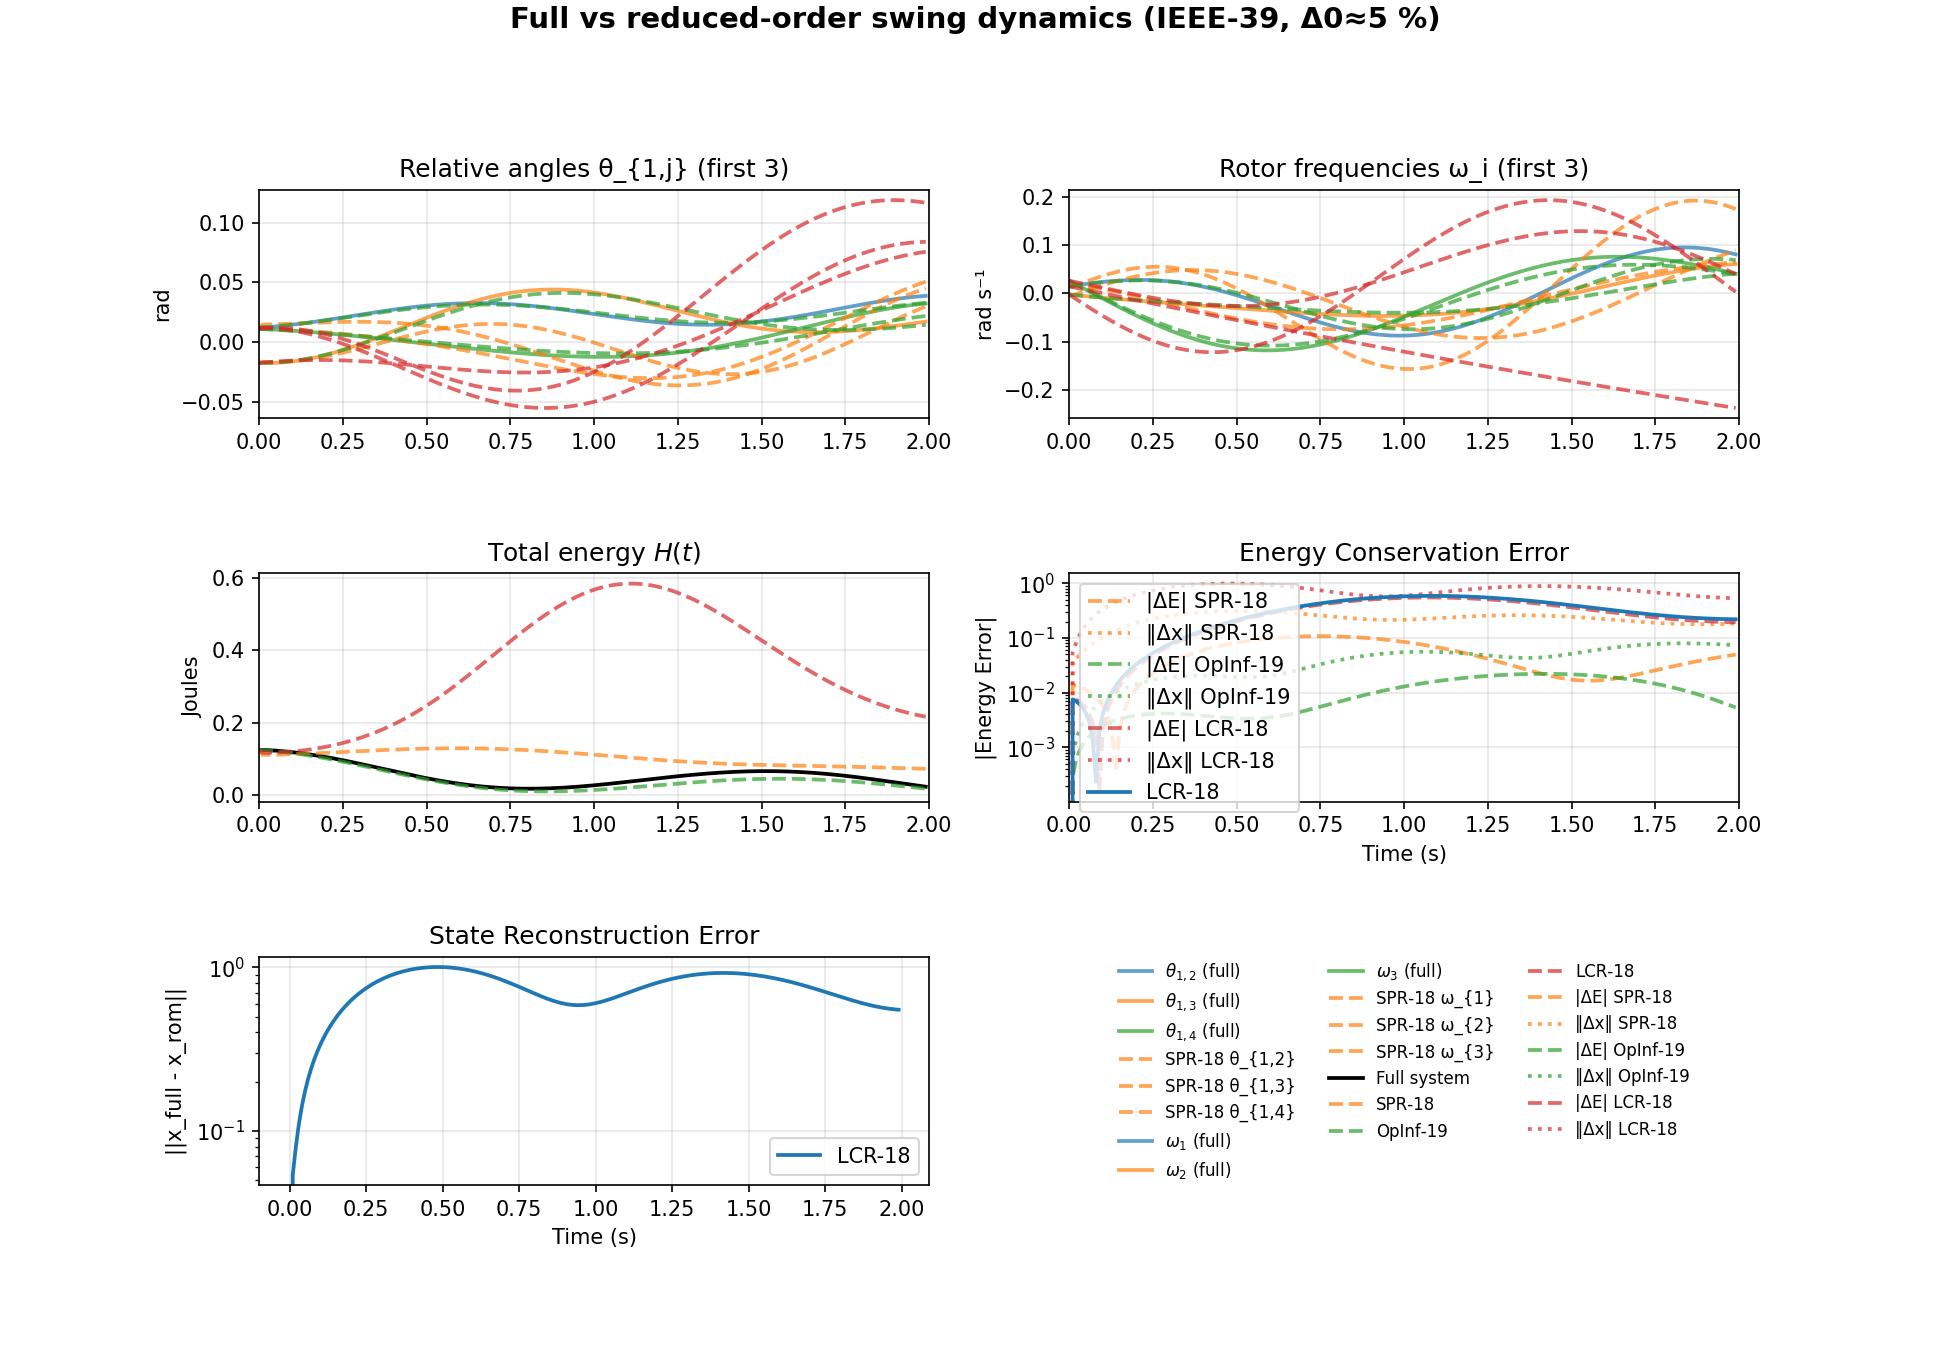 Full vs reduced-order swing dynamics (IEEE-39, Δ0≈5 %)
Relative angles θ_{1,j} (first 3)
rad
0.10
0.05
0.00
−0.05
0.00 0.25 0.50 0.75 1.00 1.25 1.50 1.75 2.00
Rotor frequencies ω_i (first 3)
rad s⁻¹
0.2
0.1
0.0
−0.1
−0.2
0.00 0.25 0.50 0.75 1.00 1.25 1.50 1.75 2.00
Total energy H(t)
Joules
0.6
0.4
0.2
0.0
0.00 0.25 0.50 0.75 1.00 1.25 1.50 1.75 2.00
Energy Conservation Error
|Energy Error|
10⁰
10⁻¹
10⁻²
10⁻³
|ΔE| SPR-18
‖Δx‖ SPR-18
|ΔE| OpInf-19
‖Δx‖ OpInf-19
|ΔE| LCR-18
‖Δx‖ LCR-18
LCR-18
0.00 0.25 0.50 0.75 1.00 1.25 1.50 1.75 2.00
Time (s)
State Reconstruction Error
||x_full - x_rom||
10⁰
10⁻¹
LCR-18
0.00 0.25 0.50 0.75 1.00 1.25 1.50 1.75 2.00
Time (s)
θ₁,₂ (full)
θ₁,₃ (full)
θ₁,₄ (full)
SPR-18 θ_{1,2}
SPR-18 θ_{1,3}
SPR-18 θ_{1,4}
ω₁ (full)
ω₂ (full)
ω₃ (full)
SPR-18 ω_{1}
SPR-18 ω_{2}
SPR-18 ω_{3}
Full system
SPR-18
OpInf-19
LCR-18
|ΔE| SPR-18
‖Δx‖ SPR-18
|ΔE| OpInf-19
‖Δx‖ OpInf-19
|ΔE| LCR-18
‖Δx‖ LCR-18